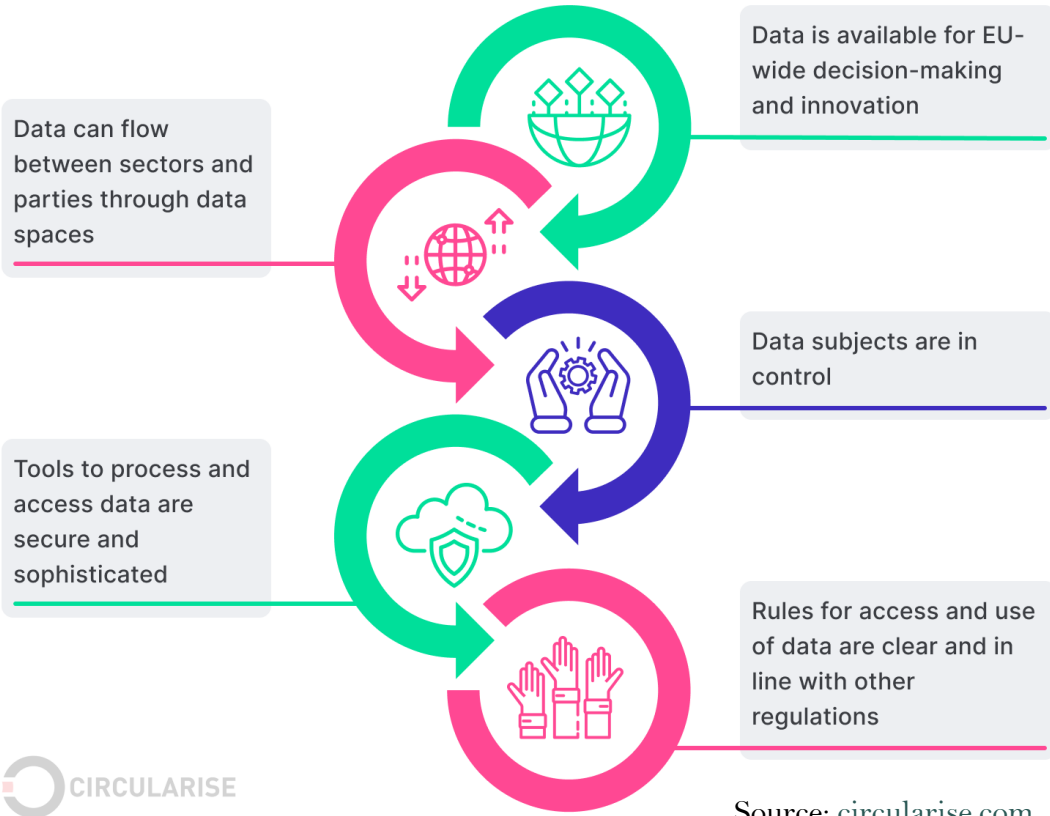 Data is available for EU-
wide decision-making
and innovation
Data can flow
between sectors and
parties through data
spaces
Data subjects are in
control
Tools to process and
access data are
secure and
sophisticated
Rules for access and use
of data are clear and in
line with other
regulations
CIRCULARISE
Source: circularise.com